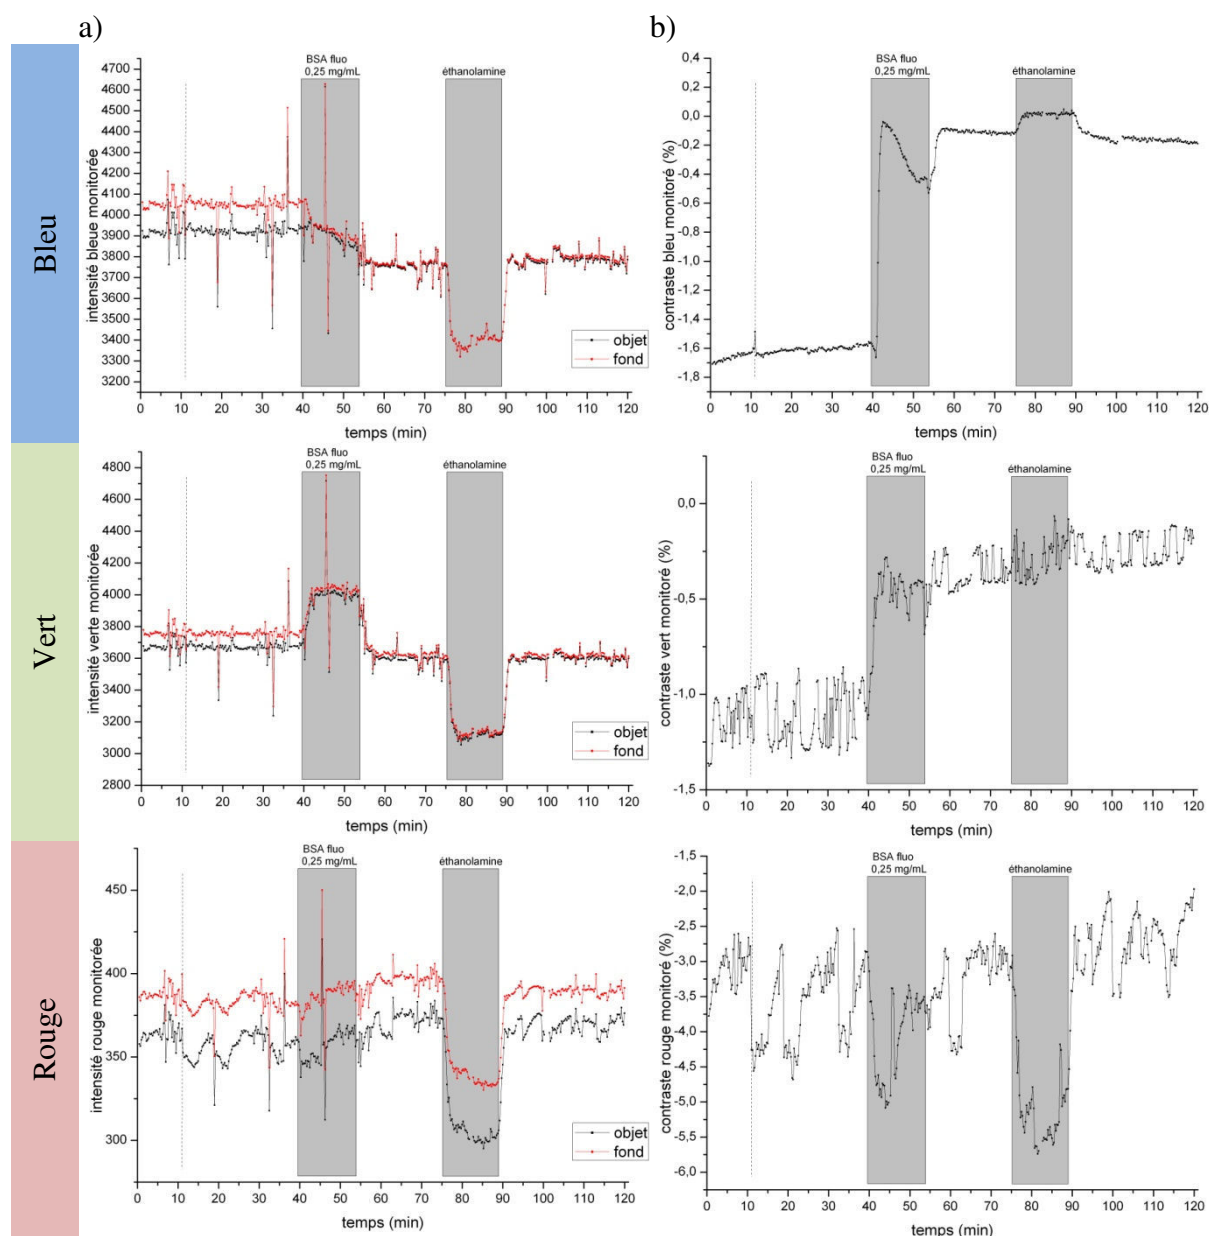 a)
b)
Bleu
BSA fluo
0,25 mg/mL
éthanolamine
intensité bleue monitorée
4700
4600
4500
4400
4300
4200
4100
4000
3900
3800
3700
3600
3500
3400
3300
3200
objet
fond
0 10 20 30 40 50 60 70 80 90 100 110 120
temps (min)
BSA fluo
0,25 mg/mL
éthanolamine
contraste bleu monitoré (%)
0,4
0,2
0,0
-0,2
-0,4
-0,6
-0,8
-1,0
-1,2
-1,4
-1,6
-1,8
0 10 20 30 40 50 60 70 80 90 100 110 120
temps (min)
Vert
BSA fluo
0,25 mg/mL
éthanolamine
intensité verte monitorée
4800
4600
4400
4200
4000
3800
3600
3400
3200
3000
2800
objet
fond
0 10 20 30 40 50 60 70 80 90 100 110 120
temps (min)
BSA fluo
0,25 mg/mL
éthanolamine
contraste vert monitoré (%)
0,0
-0,5
-1,0
-1,5
0 10 20 30 40 50 60 70 80 90 100 110 120
temps (min)
Rouge
BSA fluo
0,25 mg/mL
éthanolamine
intensité rouge monitorée
450
400
350
300
objet
fond
0 10 20 30 40 50 60 70 80 90 100 110 120
temps (min)
BSA fluo
0,25 mg/mL
éthanolamine
contraste rouge monitoré (%)
-1,5
-2,0
-2,5
-3,0
-3,5
-4,0
-4,5
-5,0
-5,5
-6,0
0 10 20 30 40 50 60 70 80 90 100 110 120
temps (min)